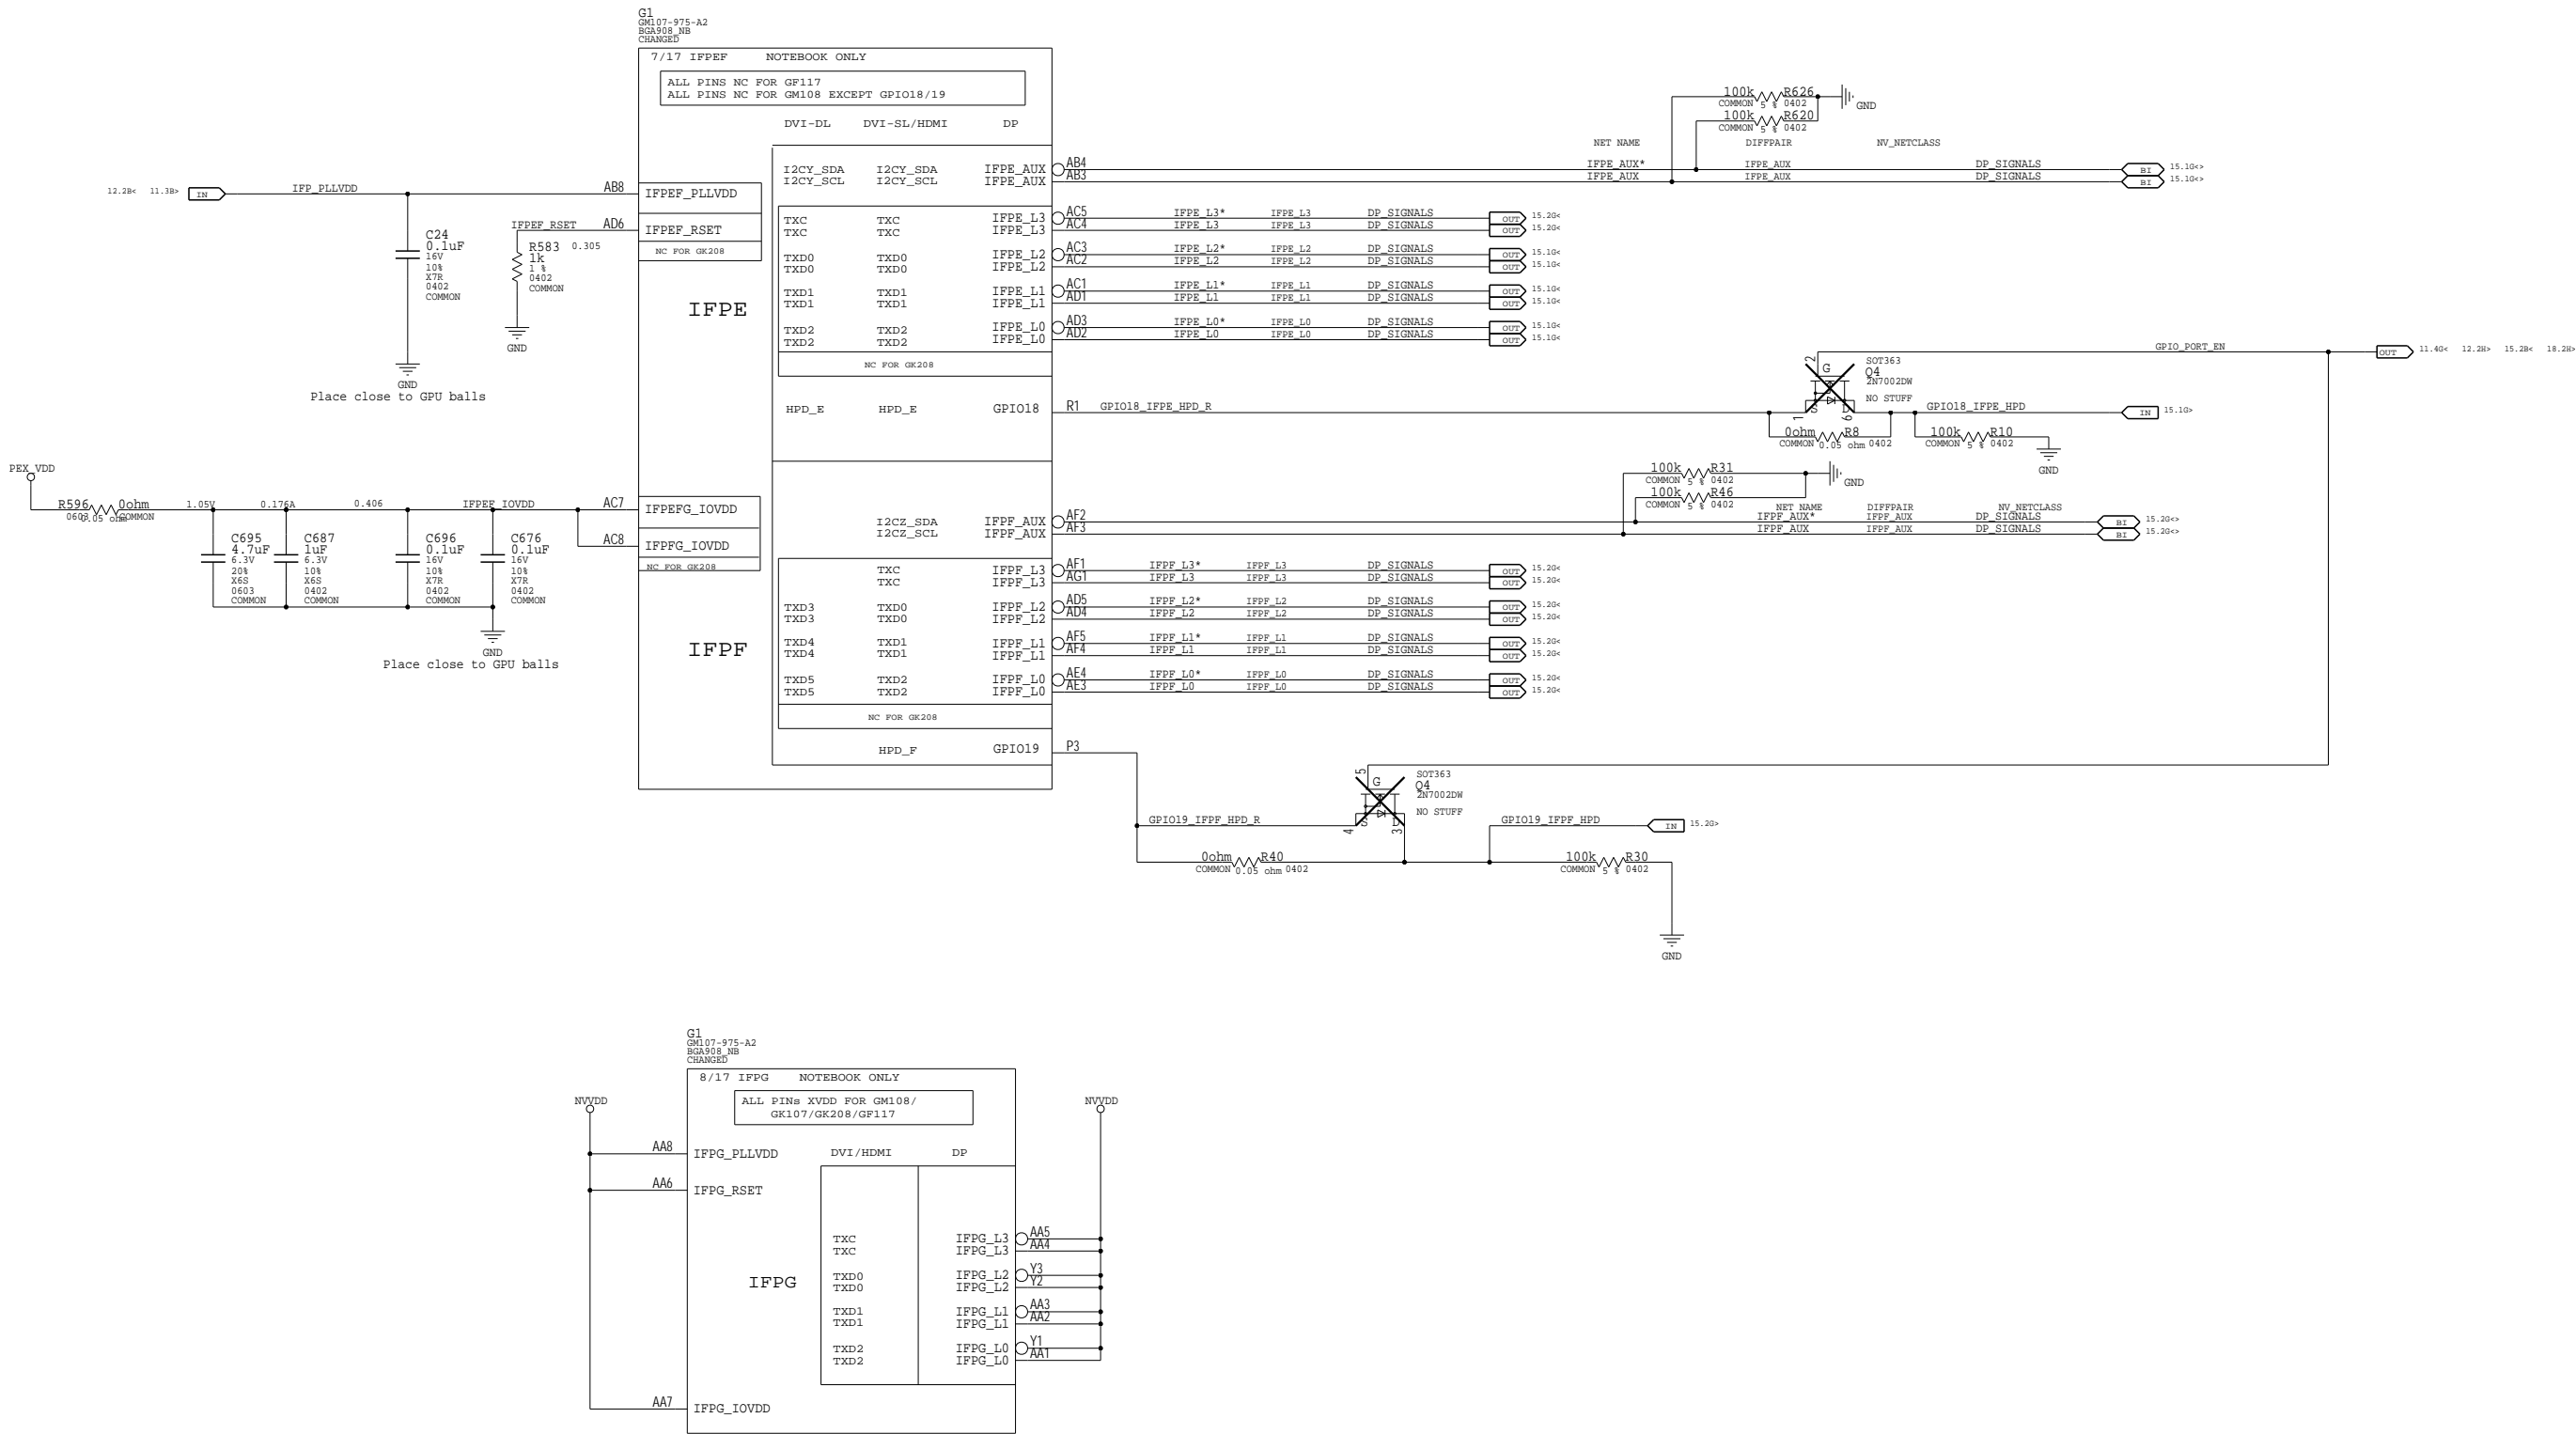 G1
GM107-975-A2
BGA908_NB
CHANGED
7/17 IFPEF NOTEBOOK ONLY
ALL PINS NC FOR GF117
ALL PINS NC FOR GM108 EXCEPT GPIO18/19
DVI-DL DVI-SL/HDMI DP
I2CY_SDA I2CY_SDA IFPE_AUX AB4
I2CY_SCL I2CY_SCL IFPE_AUX AB3
12.2B< 11.3B> IN IFP_PLLVDD AB8 IFPEF_PLLVDD
IFPEF_RSET AD6 IFPEF_RSET
NC FOR GK208
C24
0.1uF
16V
10%
X7R
0402
COMMON
GND
Place close to GPU balls
R583 0.305
1k
1 %
0402
COMMON
GND
IFPE
TXC TXC IFPE_L3 AC5 IFPE_L3* IFPE_L3 DP_SIGNALS OUT 15.2G<
TXC TXC IFPE_L3 AC4 IFPE_L3 IFPE_L3 DP_SIGNALS OUT 15.2G<
TXD0 TXD0 IFPE_L2 AC3 IFPE_L2* IFPE_L2 DP_SIGNALS OUT 15.1G<
TXD0 TXD0 IFPE_L2 AC2 IFPE_L2 IFPE_L2 DP_SIGNALS OUT 15.1G<
TXD1 TXD1 IFPE_L1 AC1 IFPE_L1* IFPE_L1 DP_SIGNALS OUT 15.1G<
TXD1 TXD1 IFPE_L1 AD1 IFPE_L1 IFPE_L1 DP_SIGNALS OUT 15.1G<
TXD2 TXD2 IFPE_L0 AD3 IFPE_L0* IFPE_L0 DP_SIGNALS OUT 15.1G<
TXD2 TXD2 IFPE_L0 AD2 IFPE_L0 IFPE_L0 DP_SIGNALS OUT 15.1G<
NC FOR GK208
HPD_E HPD_E GPIO18 R1 GPIO18_IFPE_HPD_R
100k R626
COMMON 5 % 0402
GND
100k R620
COMMON 5 % 0402
NET NAME DIFFPAIR NV_NETCLASS
IFPE_AUX* IFPE_AUX DP_SIGNALS BI 15.1G<>
IFPE_AUX IFPE_AUX DP_SIGNALS BI 15.1G<>
GPIO_PORT_EN OUT 11.4G< 12.2H> 15.2B< 18.2H>
2
G
S D
1 6
SOT363
Q4
2N7002DW
NO STUFF
GPIO18_IFPE_HPD IN 15.1G>
0ohm R8
COMMON 0.05 ohm 0402
100k R10
COMMON 5 % 0402
GND
PEX_VDD
R596 0ohm
0603 0.05 ohm COMMON
1.05V 0.176A 0.406 IFPEF_IOVDD AC7 IFPEFG_IOVDD
AC8 IFPFG_IOVDD
NC FOR GK208
C695
4.7uF
6.3V
20%
X6S
0603
COMMON
C687
1uF
6.3V
10%
X6S
0402
COMMON
C696
0.1uF
16V
10%
X7R
0402
COMMON
C676
0.1uF
16V
10%
X7R
0402
COMMON
GND
Place close to GPU balls
100k R31
COMMON 5 % 0402
GND
100k R46
COMMON 5 % 0402
NET NAME DIFFPAIR NV_NETCLASS
I2CZ_SDA IFPF_AUX AF2 IFPF_AUX* IFPF_AUX DP_SIGNALS BI 15.2G<>
I2CZ_SCL IFPF_AUX AF3 IFPF_AUX IFPF_AUX DP_SIGNALS BI 15.2G<>
IFPF
TXC IFPF_L3 AF1 IFPF_L3* IFPF_L3 DP_SIGNALS OUT 15.2G<
TXC IFPF_L3 AG1 IFPF_L3 IFPF_L3 DP_SIGNALS OUT 15.2G<
TXD3 TXD0 IFPF_L2 AD5 IFPF_L2* IFPF_L2 DP_SIGNALS OUT 15.2G<
TXD3 TXD0 IFPF_L2 AD4 IFPF_L2 IFPF_L2 DP_SIGNALS OUT 15.2G<
TXD4 TXD1 IFPF_L1 AF5 IFPF_L1* IFPF_L1 DP_SIGNALS OUT 15.2G<
TXD4 TXD1 IFPF_L1 AF4 IFPF_L1 IFPF_L1 DP_SIGNALS OUT 15.2G<
TXD5 TXD2 IFPF_L0 AE4 IFPF_L0* IFPF_L0 DP_SIGNALS OUT 15.2G<
TXD5 TXD2 IFPF_L0 AE3 IFPF_L0 IFPF_L0 DP_SIGNALS OUT 15.2G<
NC FOR GK208
HPD_F GPIO19 P3
5
G
S D
4 3
SOT363
Q4
2N7002DW
NO STUFF
GPIO19_IFPF_HPD_R
GPIO19_IFPF_HPD IN 15.2G>
0ohm R40
COMMON 0.05 ohm 0402
100k R30
COMMON 5 % 0402
GND
G1
GM107-975-A2
BGA908_NB
CHANGED
8/17 IFPG NOTEBOOK ONLY
ALL PINs XVDD FOR GM108/
GK107/GK208/GF117
NVVDD NVVDD
DVI/HDMI DP
AA8 IFPG_PLLVDD
AA6 IFPG_RSET
IFPG
TXC IFPG_L3 AA5
TXC IFPG_L3 AA4
TXD0 IFPG_L2 Y3
TXD0 IFPG_L2 Y2
TXD1 IFPG_L1 AA3
TXD1 IFPG_L1 AA2
TXD2 IFPG_L0 Y1
TXD2 IFPG_L0 AA1
AA7 IFPG_IOVDD